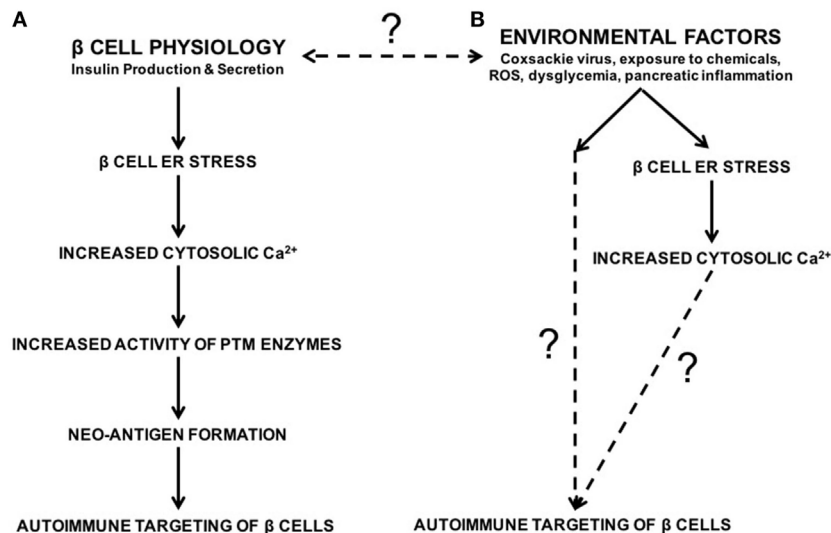 A
β CELL PHYSIOLOGY
Insulin Production & Secretion
β CELL ER STRESS
INCREASED CYTOSOLIC Ca²⁺
INCREASED ACTIVITY OF PTM ENZYMES
NEO-ANTIGEN FORMATION
AUTOIMMUNE TARGETING OF β CELLS
?
B
ENVIRONMENTAL FACTORS
Coxsackie virus, exposure to chemicals,
ROS, dysglycemia, pancreatic inflammation
β CELL ER STRESS
INCREASED CYTOSOLIC Ca²⁺
?
?
AUTOIMMUNE TARGETING OF β CELLS